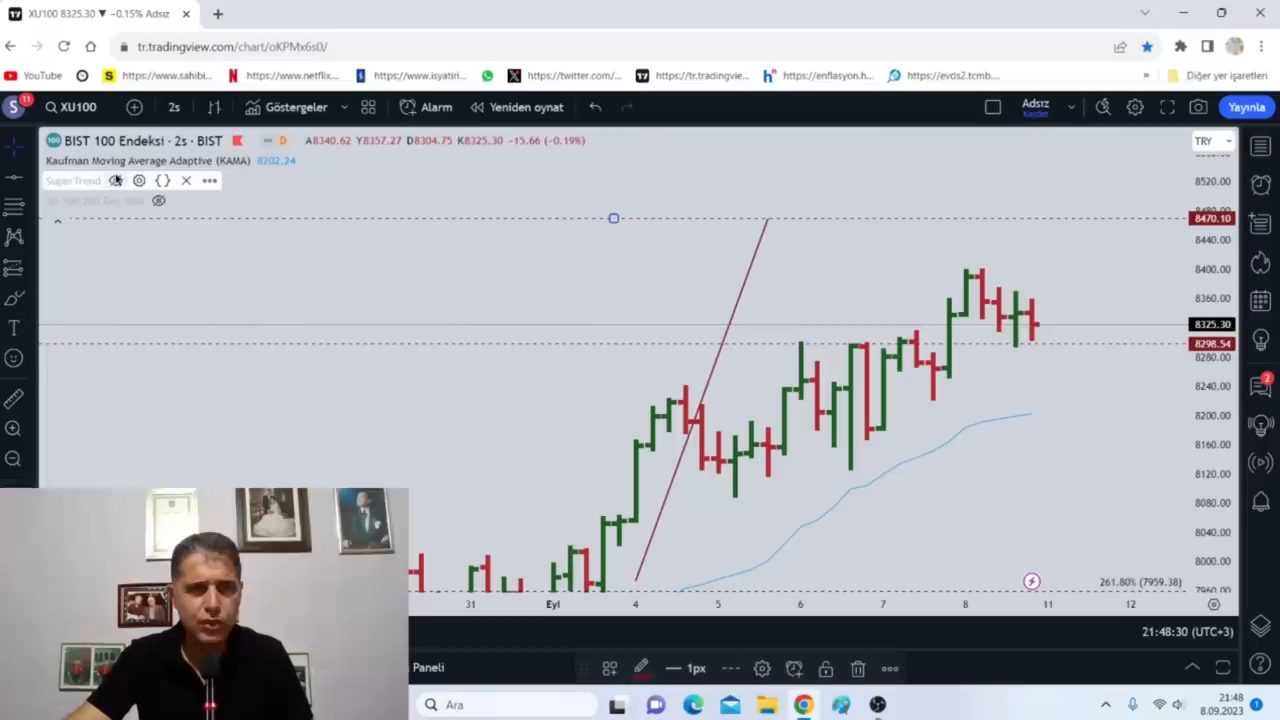 XU100 8325.30 ▼ −0.15% Adsız
tr.tradingview.com/chart/oKPMx6s0/
YouTube
https://www.sahibi...
https://www.netflix...
https://www.isyatiri...
https://twitter.com/...
https://tr.tradingvie...
https://enflasyon.h...
https://evds2.tcmb....
»
Diğer yer işaretleri
S 11
XU100
2s
Göstergeler
Alarm
Yeniden oynat
Adsız
Kaydet
Yayınla
100 BIST 100 Endeksi · 2s · BIST
D
A8340.62 Y8357.27 D8304.75 K8325.30 −15.66 (−0.19%)
TRY
Kaufman Moving Average Adaptive (KAMA) 8202.24
SuperTrend
8520.00
8470.10
8440.00
8400.00
8360.00
8325.30
8298.54
8280.00
8240.00
8200.00
8160.00
8120.00
8080.00
8040.00
8000.00
7960.00
2
261.80% (7959.38)
31 Eyl 4 5 6 7 8 11 12
21:48:30 (UTC+3)
Paneli
1px
Ara
21:48
8.09.2023
1